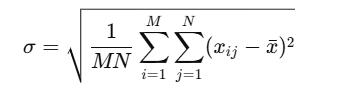 σ = √(1/MN ∑_{i=1}^{M} ∑_{j=1}^{N} (x_{ij} − x̄)²)